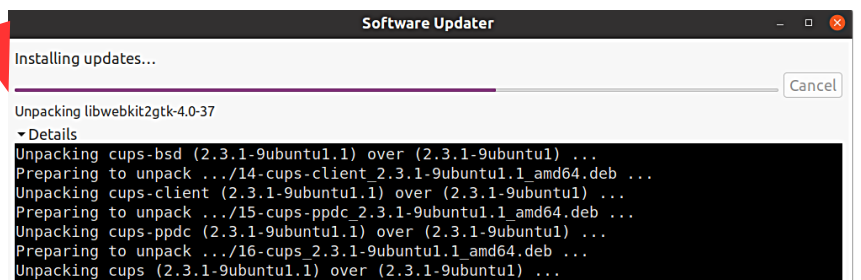 Software Updater
Installing updates…
Cancel
Unpacking libwebkit2gtk-4.0-37
Details
Unpacking cups-bsd (2.3.1-9ubuntu1.1) over (2.3.1-9ubuntu1) ...
Preparing to unpack .../14-cups-client_2.3.1-9ubuntu1.1_amd64.deb ...
Unpacking cups-client (2.3.1-9ubuntu1.1) over (2.3.1-9ubuntu1) ...
Preparing to unpack .../15-cups-ppdc_2.3.1-9ubuntu1.1_amd64.deb ...
Unpacking cups-ppdc (2.3.1-9ubuntu1.1) over (2.3.1-9ubuntu1) ...
Preparing to unpack .../16-cups_2.3.1-9ubuntu1.1_amd64.deb ...
Unpacking cups (2.3.1-9ubuntu1.1) over (2.3.1-9ubuntu1) ...